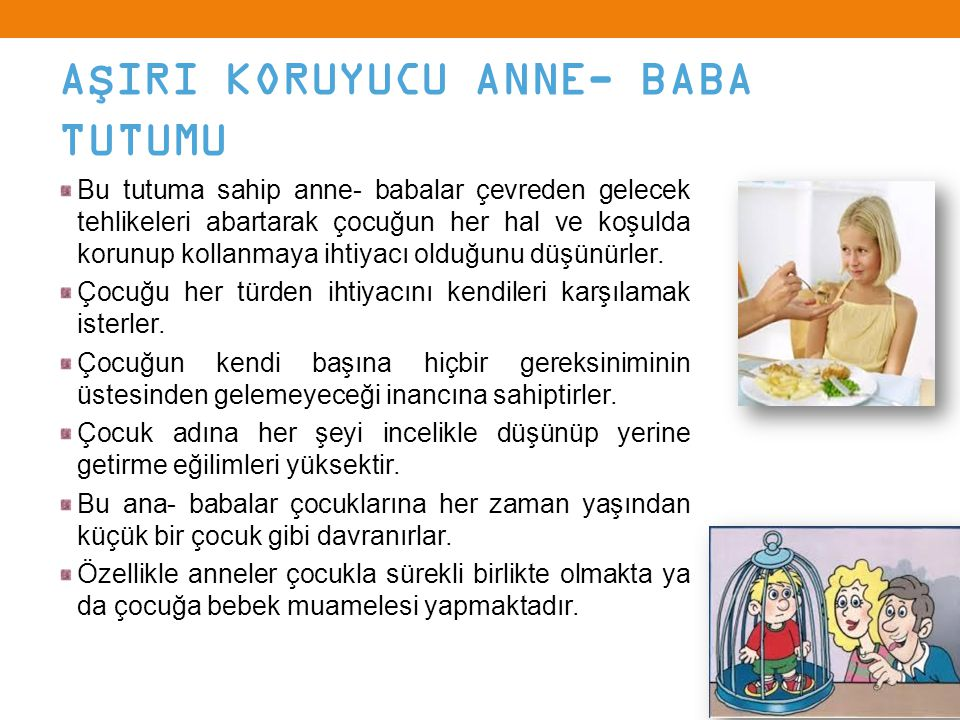 AŞIRI KORUYUCU ANNE- BABA
TUTUMU
Bu tutuma sahip anne- babalar çevreden gelecek
tehlikeleri abartarak çocuğun her hal ve koşulda
korunup kollanmaya ihtiyacı olduğunu düşünürler.
Çocuğu her türden ihtiyacını kendileri karşılamak
isterler.
Çocuğun kendi başına hiçbir gereksiniminin
üstesinden gelemeyeceği inancına sahiptirler.
Çocuk adına her şeyi incelikle düşünüp yerine
getirme eğilimleri yüksektir.
Bu ana- babalar çocuklarına her zaman yaşından
küçük bir çocuk gibi davranırlar.
Özellikle anneler çocukla sürekli birlikte olmakta ya
da çocuğa bebek muamelesi yapmaktadır.